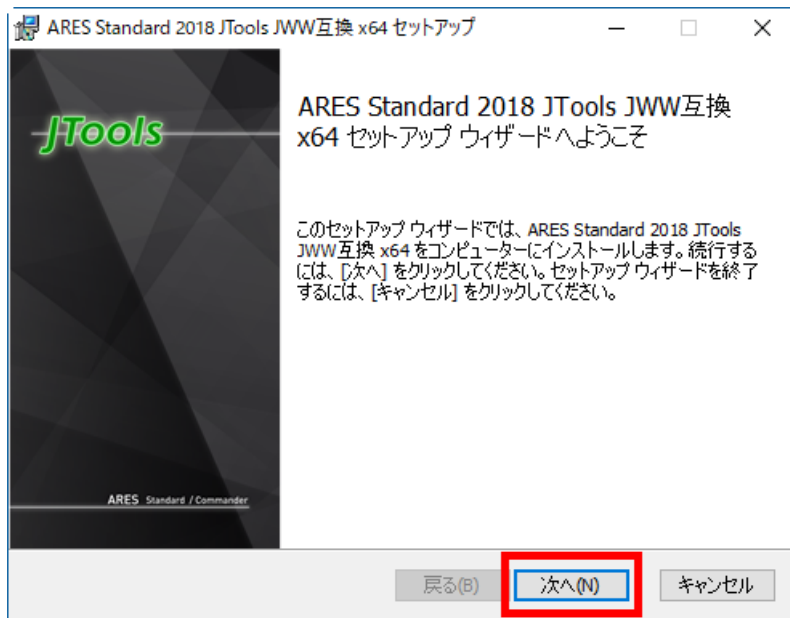 ARES Standard 2018 JTools JWW互換 x64 セットアップ
JTools
ARES Standard 2018 JTools JWW互換
x64 セットアップ ウィザードへようこそ
このセットアップ ウィザードでは、ARES Standard 2018 JTools
JWW互換 x64 をコンピューターにインストールします。続行する
には、[次へ] をクリックしてください。セットアップ ウィザードを終了
するには、[キャンセル] をクリックしてください。
ARES Standard / Commander
戻る(B) 次へ(N) キャンセル